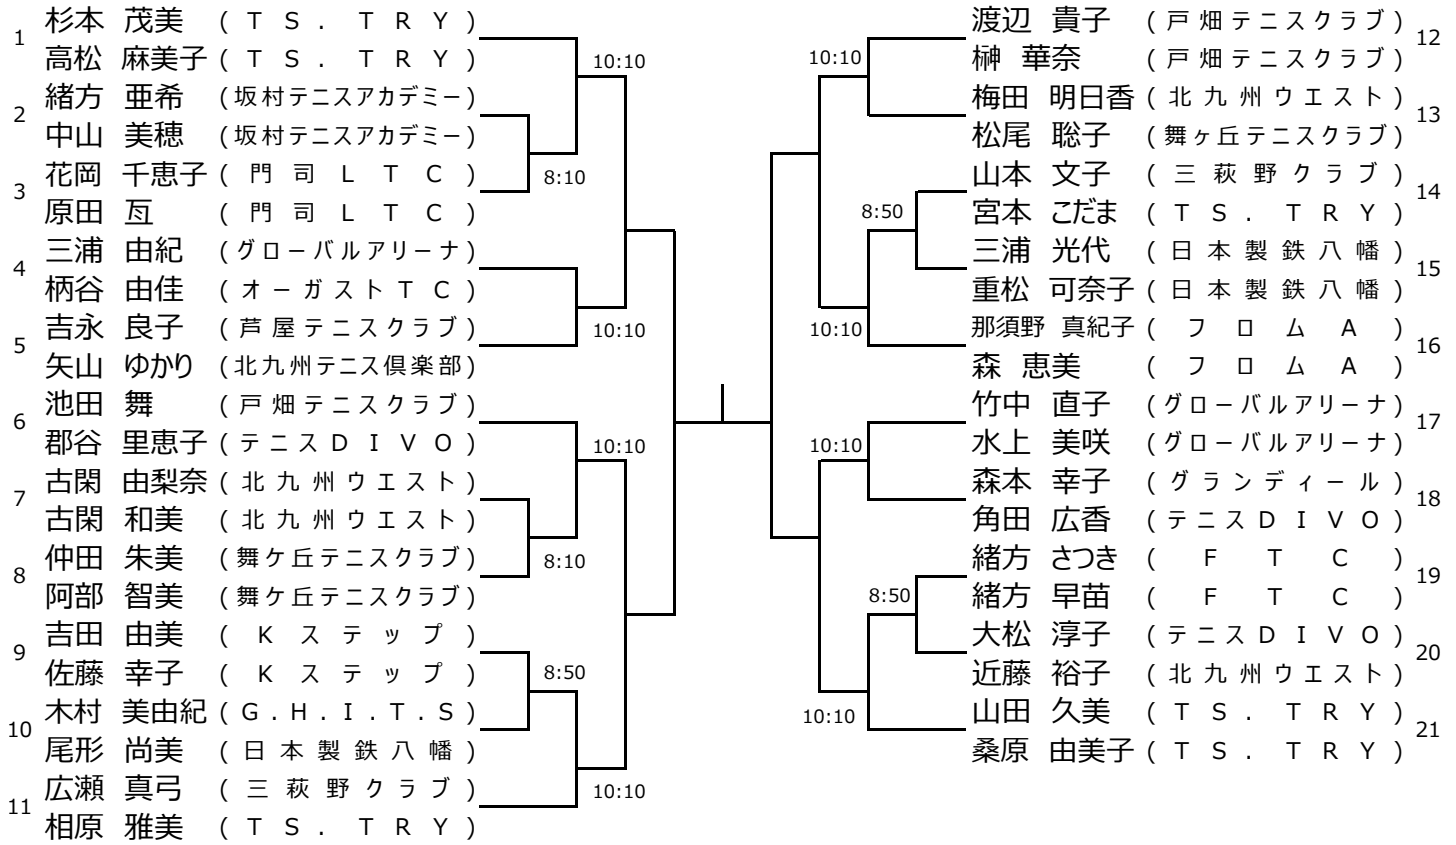 1
杉本 茂美 (TS．TRY)
高松 麻美子 (TS．TRY)
2
緒方 亜希 (坂村テニスアカデミー)
中山 美穂 (坂村テニスアカデミー)
3
花岡 千恵子 (門司LTC)
原田 亙 (門司LTC)
4
三浦 由紀 (グローバルアリーナ)
柄谷 由佳 (オーガストTC)
5
吉永 良子 (芦屋テニスクラブ)
矢山 ゆかり (北九州テニス倶楽部)
6
池田 舞 (戸畑テニスクラブ)
郡谷 里恵子 (テニスDIVO)
7
古閑 由梨奈 (北九州ウエスト)
古閑 和美 (北九州ウエスト)
8
仲田 朱美 (舞ケ丘テニスクラブ)
阿部 智美 (舞ケ丘テニスクラブ)
9
吉田 由美 (Kステップ)
佐藤 幸子 (Kステップ)
10
木村 美由紀 (G.H.I.T.S)
尾形 尚美 (日本製鉄八幡)
11
広瀬 真弓 (三萩野クラブ)
相原 雅美 (TS．TRY)
10:10
8:10
10:10
10:10
8:10
8:50
10:10
10:10
8:50
10:10
10:10
8:50
10:10
渡辺 貴子 (戸畑テニスクラブ)
榊 華奈 (戸畑テニスクラブ)
12
梅田 明日香 (北九州ウエスト)
松尾 聡子 (舞ヶ丘テニスクラブ)
13
山本 文子 (三萩野クラブ)
宮本 こだま (TS．TRY)
14
三浦 光代 (日本製鉄八幡)
重松 可奈子 (日本製鉄八幡)
15
那須野 真紀子 (フロムA)
森 恵美 (フロムA)
16
竹中 直子 (グローバルアリーナ)
水上 美咲 (グローバルアリーナ)
17
森本 幸子 (グランディール)
角田 広香 (テニスDIVO)
18
緒方 さつき (FTC)
緒方 早苗 (FTC)
19
大松 淳子 (テニスDIVO)
近藤 裕子 (北九州ウエスト)
20
山田 久美 (TS．TRY)
桑原 由美子 (TS．TRY)
21